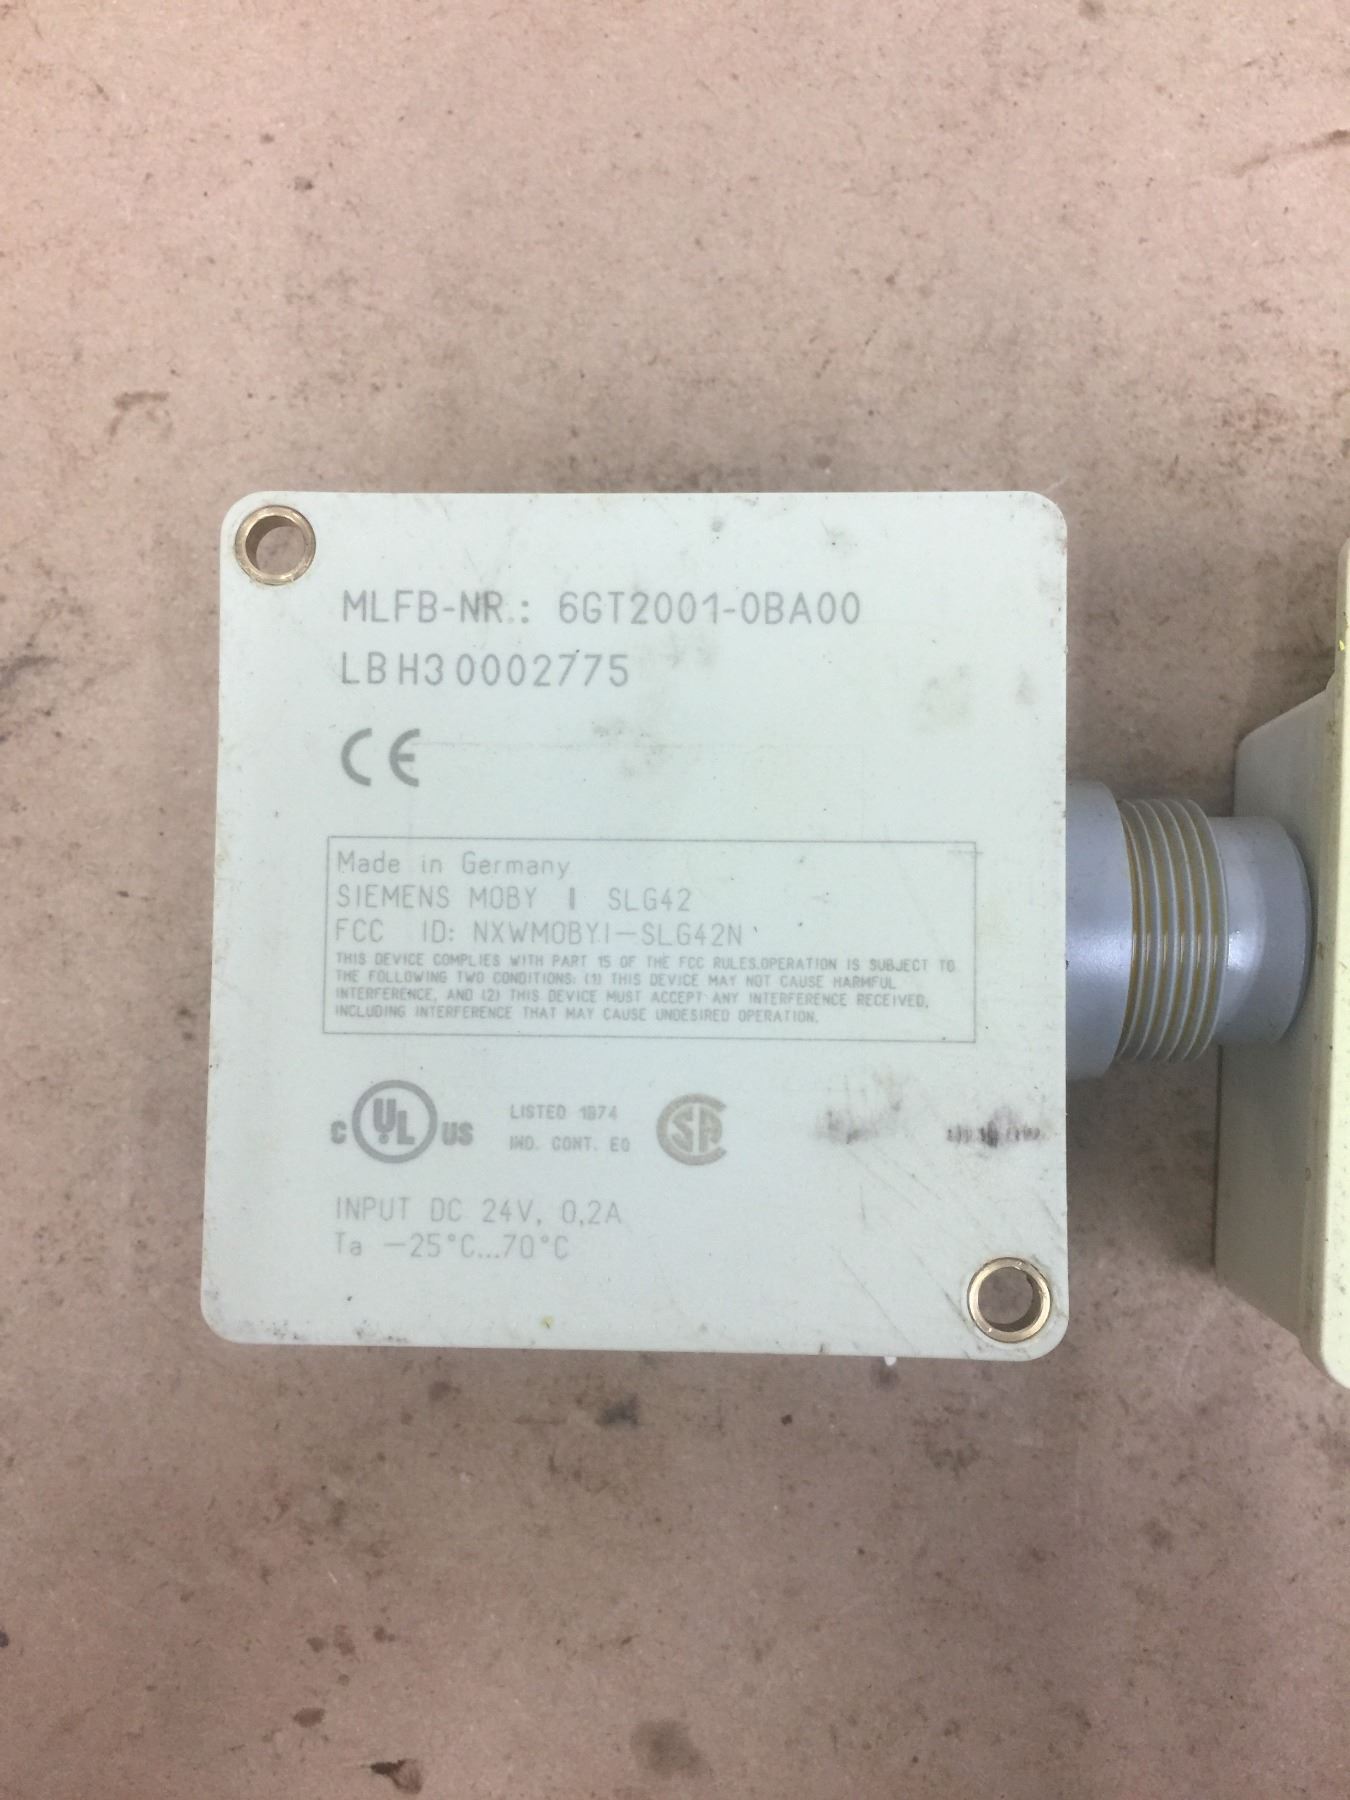 MLFB-NR.: 6GT2001-0BA00
LBH30002775
CE
Made in Germany
SIEMENS MOBY I SLG42
FCC ID: NXWMOBYI-SLG42N
THIS DEVICE COMPLIES WITH PART 15 OF THE FCC RULES.OPERATION IS SUBJECT TO
THE FOLLOWING TWO CONDITIONS: (1) THIS DEVICE MAY NOT CAUSE HARMFUL
INTERFERENCE, AND (2) THIS DEVICE MUST ACCEPT ANY INTERFERENCE RECEIVED,
INCLUDING INTERFERENCE THAT MAY CAUSE UNDESIRED OPERATION.
C UL US LISTED 1B74 SA
IND. CONT. EQ
INPUT DC 24V, 0,2A
Ta -25°C...70°C